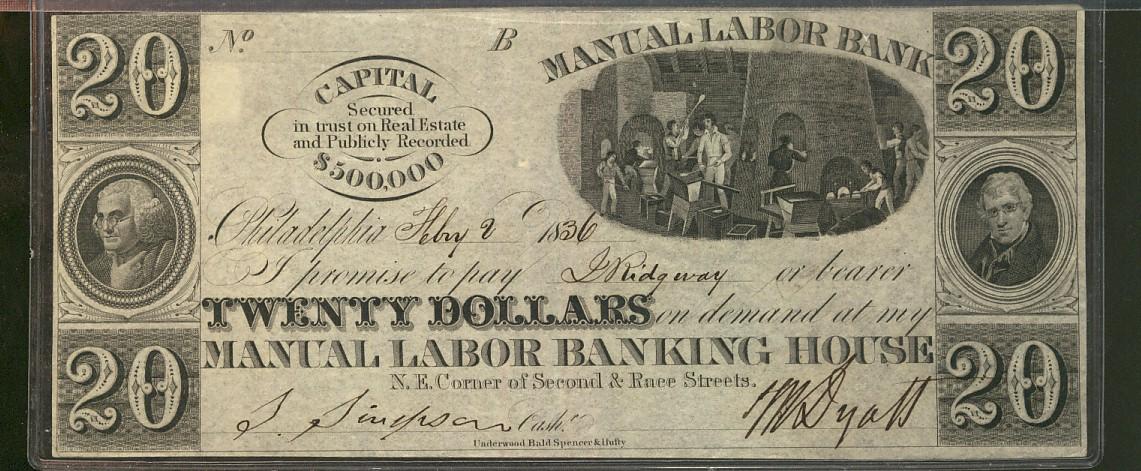 20
No. B
MANUAL LABOR BANK
20
CAPITAL
Secured
in trust on Real Estate
and Publicly Recorded
$500,000
Philadelphia Feby 2 1836
I promise to pay J Ridgway or bearer
TWENTY DOLLARS on demand at my
MANUAL LABOR BANKING HOUSE
20
N.E. Corner of Second & Race Streets.
20
J. Simpson Cash.r
TW Dyott
Underwood Bald Spencer & Hufty